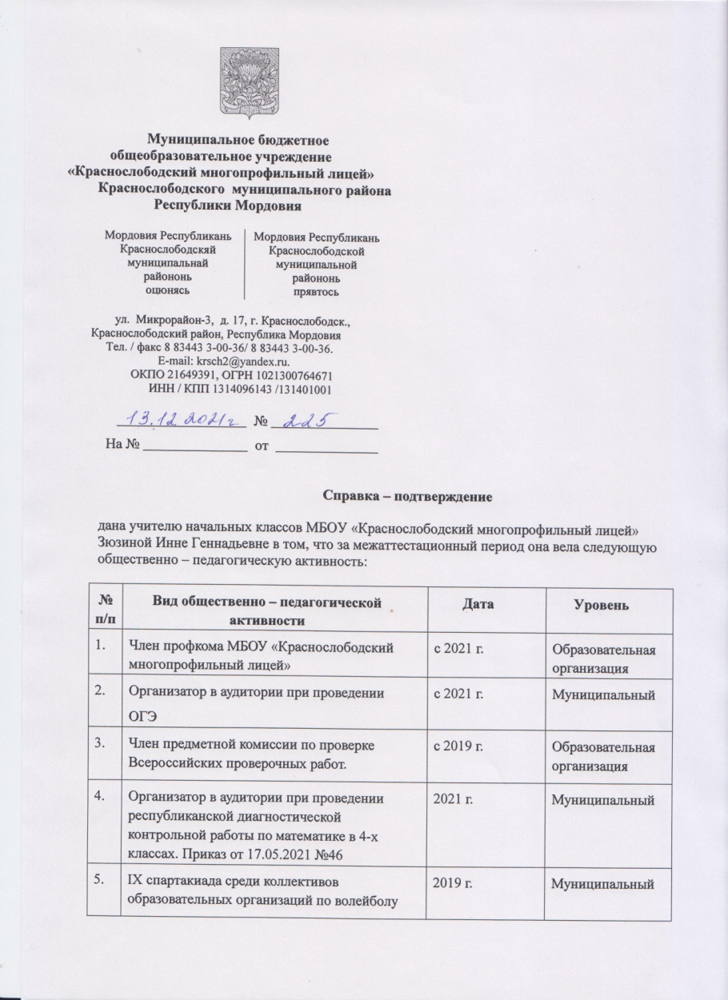 Муниципальное бюджетное
общеобразовательное учреждение
«Краснослободский многопрофильный лицей»
Краснослободского муниципального района
Республики Мордовия
Мордовия Республикань
Краснослободскяй
муниципальнай
райононь
оцюнясь
Мордовия Республикань
Краснослободской
муниципальной
райононь
прявтось
ул. Микрорайон-3, д. 17, г. Краснослободск.,
Краснослободский район, Республика Мордовия
Тел. / факс 8 83443 3-00-36/ 8 83443 3-00-36.
E-mail: krsch2@yandex.ru.
ОКПО 21649391, ОГРН 1021300764671
ИНН / КПП 1314096143 /131401001
13.12 2021г № 225
На № от
Справка – подтверждение
дана учителю начальных классов МБОУ «Краснослободский многопрофильный лицей»
Зюзиной Инне Геннадьевне в том, что за межаттестационный период она вела следующую
общественно – педагогическую активность:
№ п/п
Вид общественно – педагогической
активности
Дата
Уровень
1.
Член профкома МБОУ «Краснослободский
многопрофильный лицей»
с 2021 г.
Образовательная
организация
2.
Организатор в аудитории при проведении
ОГЭ
с 2021 г.
Муниципальный
3.
Член предметной комиссии по проверке
Всероссийских проверочных работ.
с 2019 г.
Образовательная
организация
4.
Организатор в аудитории при проведении
республиканской диагностической
контрольной работы по математике в 4-х
классах. Приказ от 17.05.2021 №46
2021 г.
Муниципальный
5.
IX спартакиада среди коллективов
образовательных организаций по волейболу
2019 г.
Муниципальный